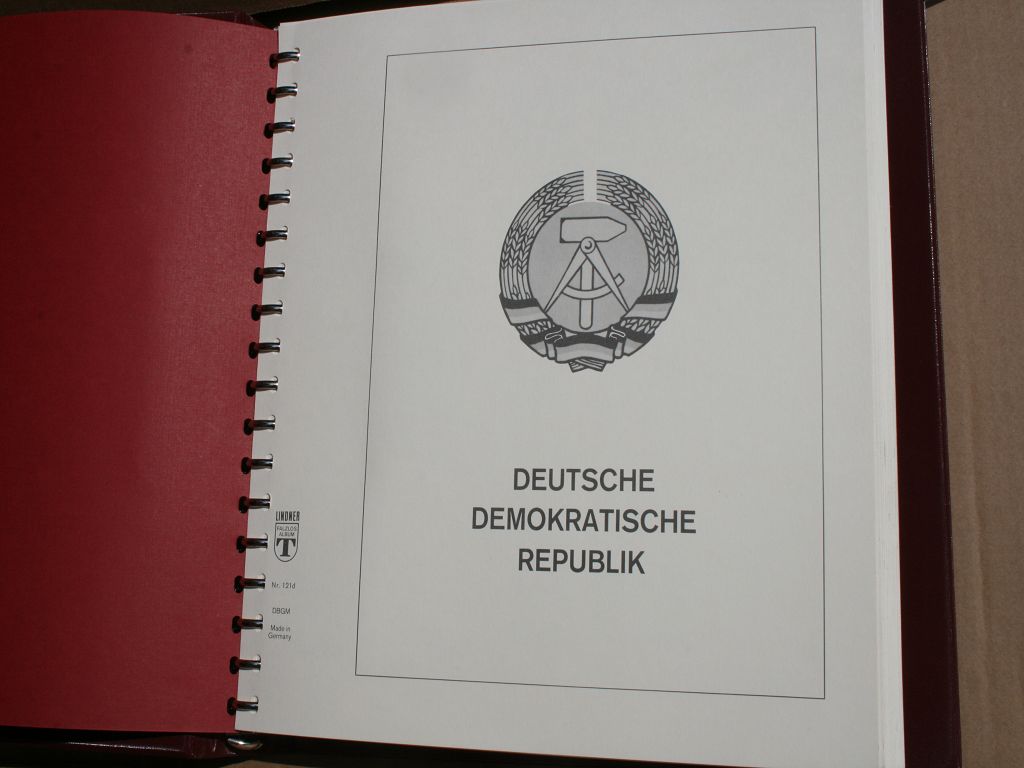 DEUTSCHE
DEMOKRATISCHE
REPUBLIK
LINDNER
FALZLOS
ALBUM
T
Nr. 121d
DBGM
Made in
Germany